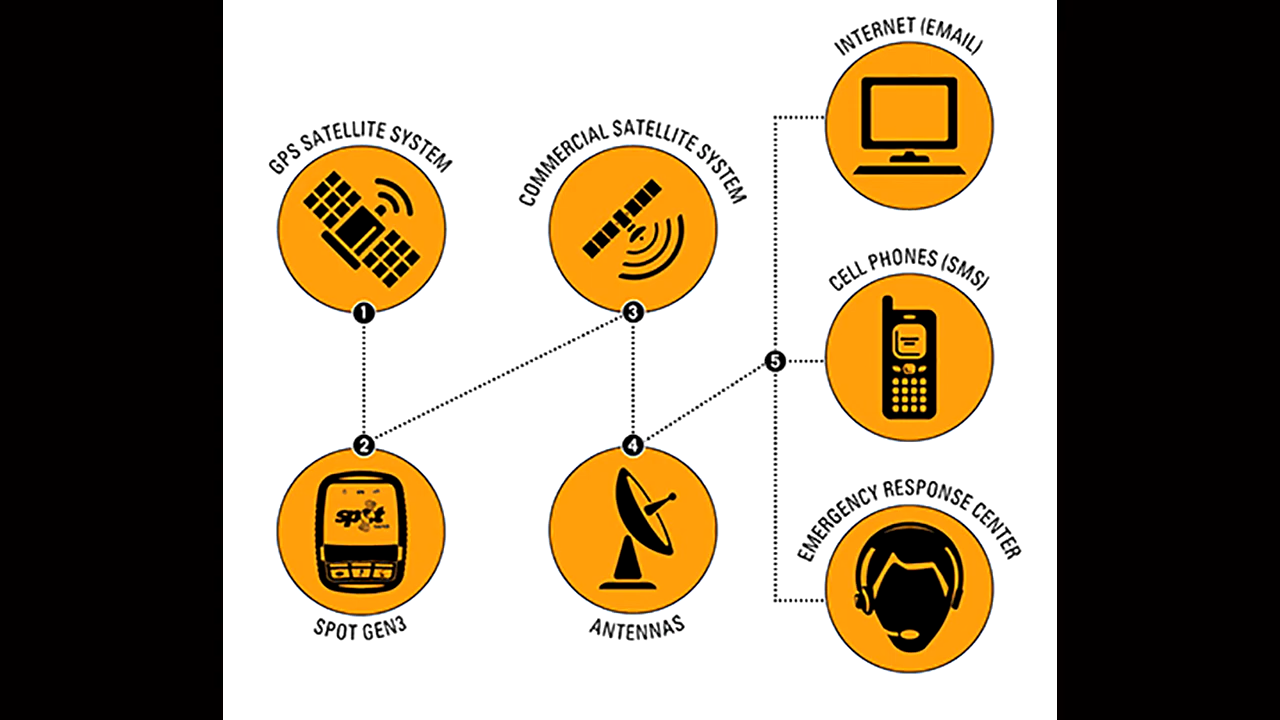 INTERNET (EMAIL)
GPS SATELLITE SYSTEM
COMMERCIAL SATELLITE SYSTEM
CELL PHONES (SMS)
1
3
5
2
4
EMERGENCY RESPONSE CENTER
spot
SPOT GEN3
ANTENNAS